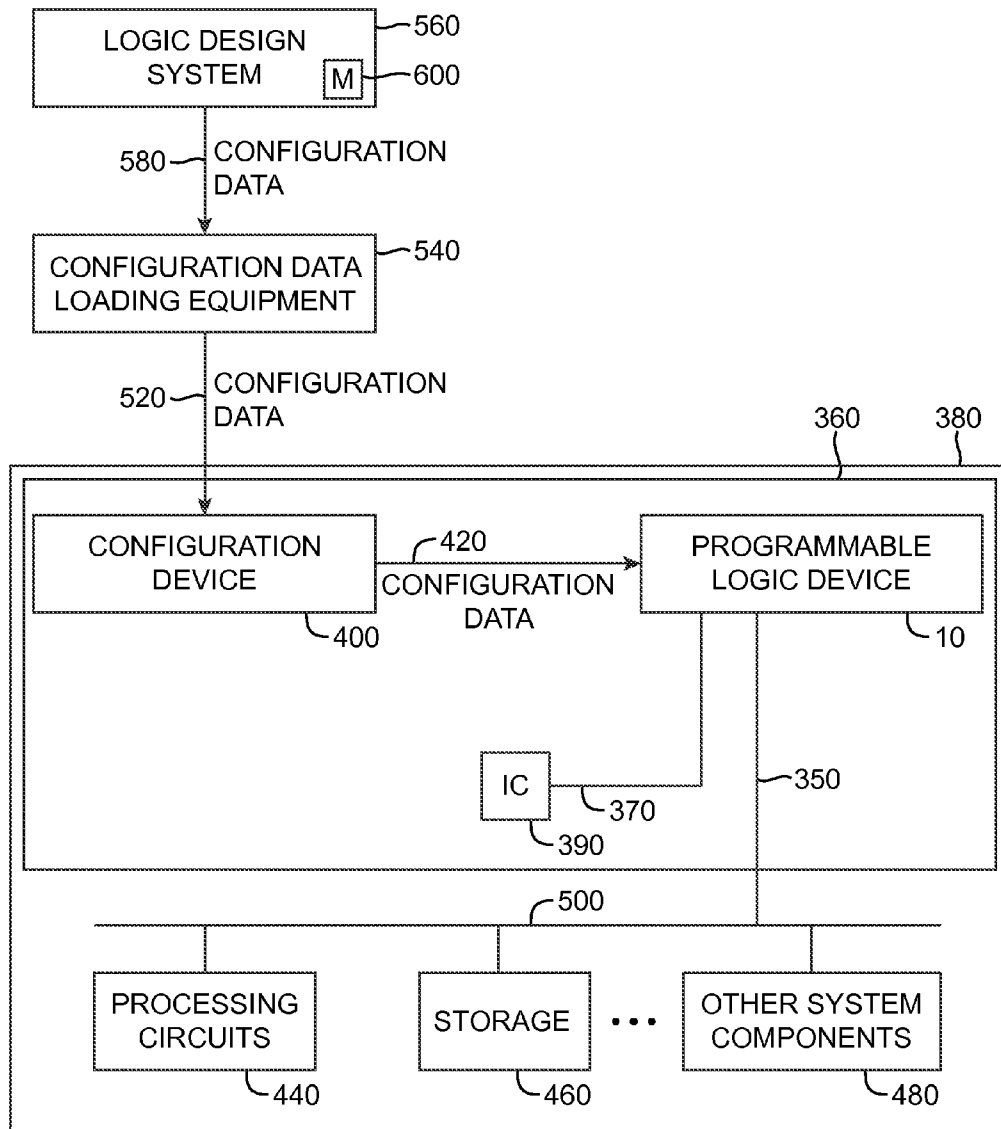 LOGIC DESIGN
SYSTEM
M
560
600
580
CONFIGURATION
DATA
CONFIGURATION DATA
LOADING EQUIPMENT
540
520
CONFIGURATION
DATA
360
380
CONFIGURATION
DEVICE
400
420
CONFIGURATION
DATA
PROGRAMMABLE
LOGIC DEVICE
10
IC
370
390
350
500
PROCESSING
CIRCUITS
440
STORAGE
460
OTHER SYSTEM
COMPONENTS
480